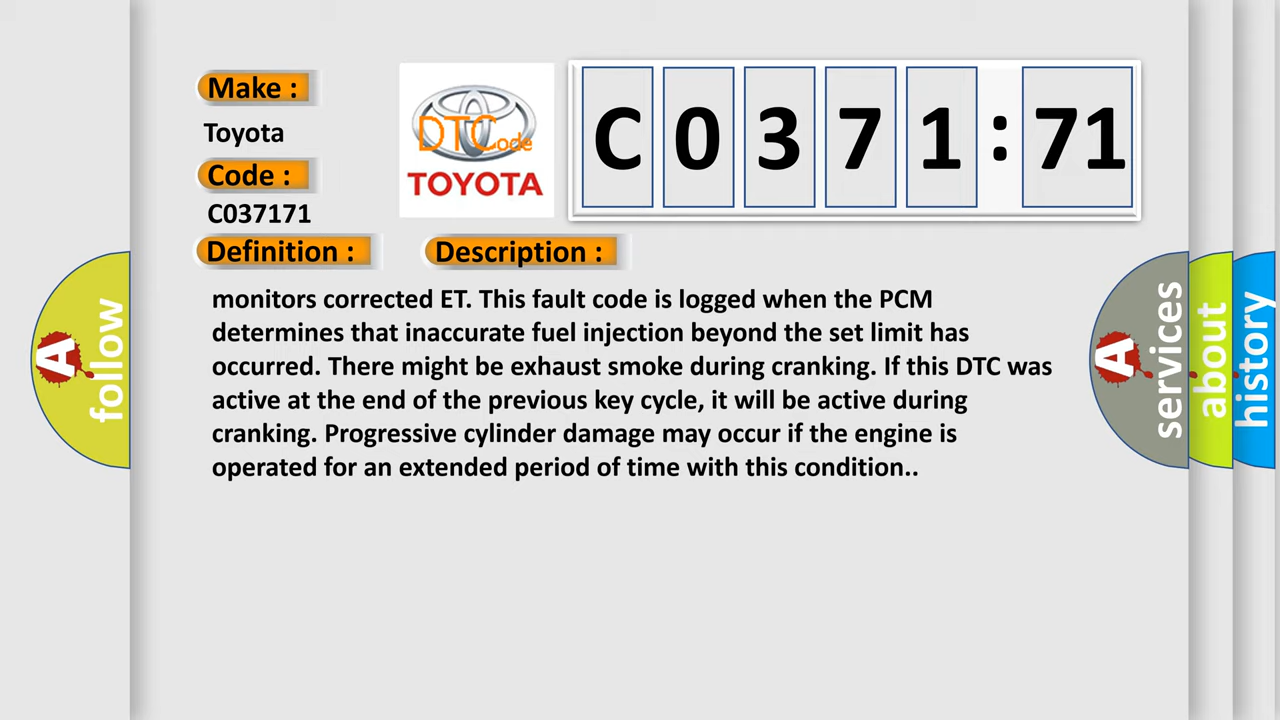 Make :
Toyota
Code :
C037171
Definition :
Description :
DTCode
TOYOTA
C0371:71
monitors corrected ET. This fault code is logged when the PCM
determines that inaccurate fuel injection beyond the set limit has
occurred. There might be exhaust smoke during cranking. If this DTC was
active at the end of the previous key cycle, it will be active during
cranking. Progressive cylinder damage may occur if the engine is
operated for an extended period of time with this condition..
A
follow
A
services
about
history